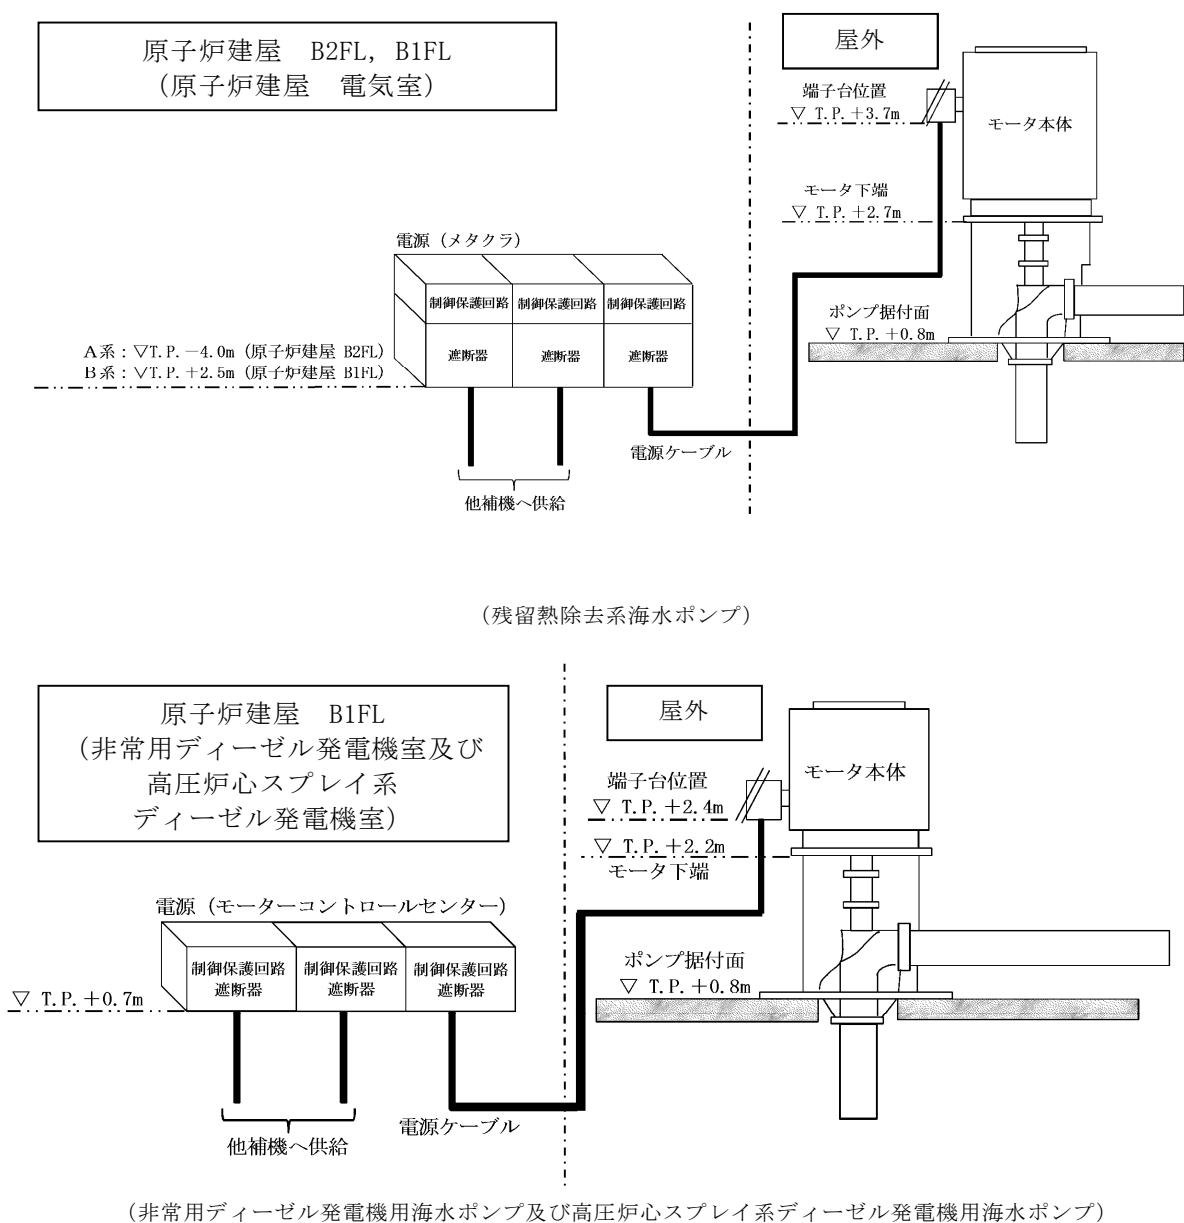 原子炉建屋　B2FL, B1FL
（原子炉建屋　電気室）
屋外
端子台位置
▽ T.P.＋3.7m
モータ本体
モータ下端
▽ T.P.＋2.7m
電源（メタクラ）
制御保護回路 制御保護回路 制御保護回路
ポンプ据付面
▽ T.P.＋0.8m
遮断器 遮断器 遮断器
A系：▽T.P.－4.0m（原子炉建屋 B2FL）
B系：▽T.P.＋2.5m（原子炉建屋 B1FL）
電源ケーブル
他補機へ供給
（残留熱除去系海水ポンプ）
原子炉建屋　B1FL
（非常用ディーゼル発電機室及び
高圧炉心スプレイ系
ディーゼル発電機室）
屋外
端子台位置
▽ T.P.＋2.4m
モータ本体
▽ T.P.＋2.2m
モータ下端
電源（モーターコントロールセンター）
制御保護回路 制御保護回路 制御保護回路
遮断器 遮断器 遮断器
▽ T.P.＋0.7m
ポンプ据付面
▽ T.P.＋0.8m
電源ケーブル
他補機へ供給
（非常用ディーゼル発電機用海水ポンプ及び高圧炉心スプレイ系ディーゼル発電機用海水ポンプ）